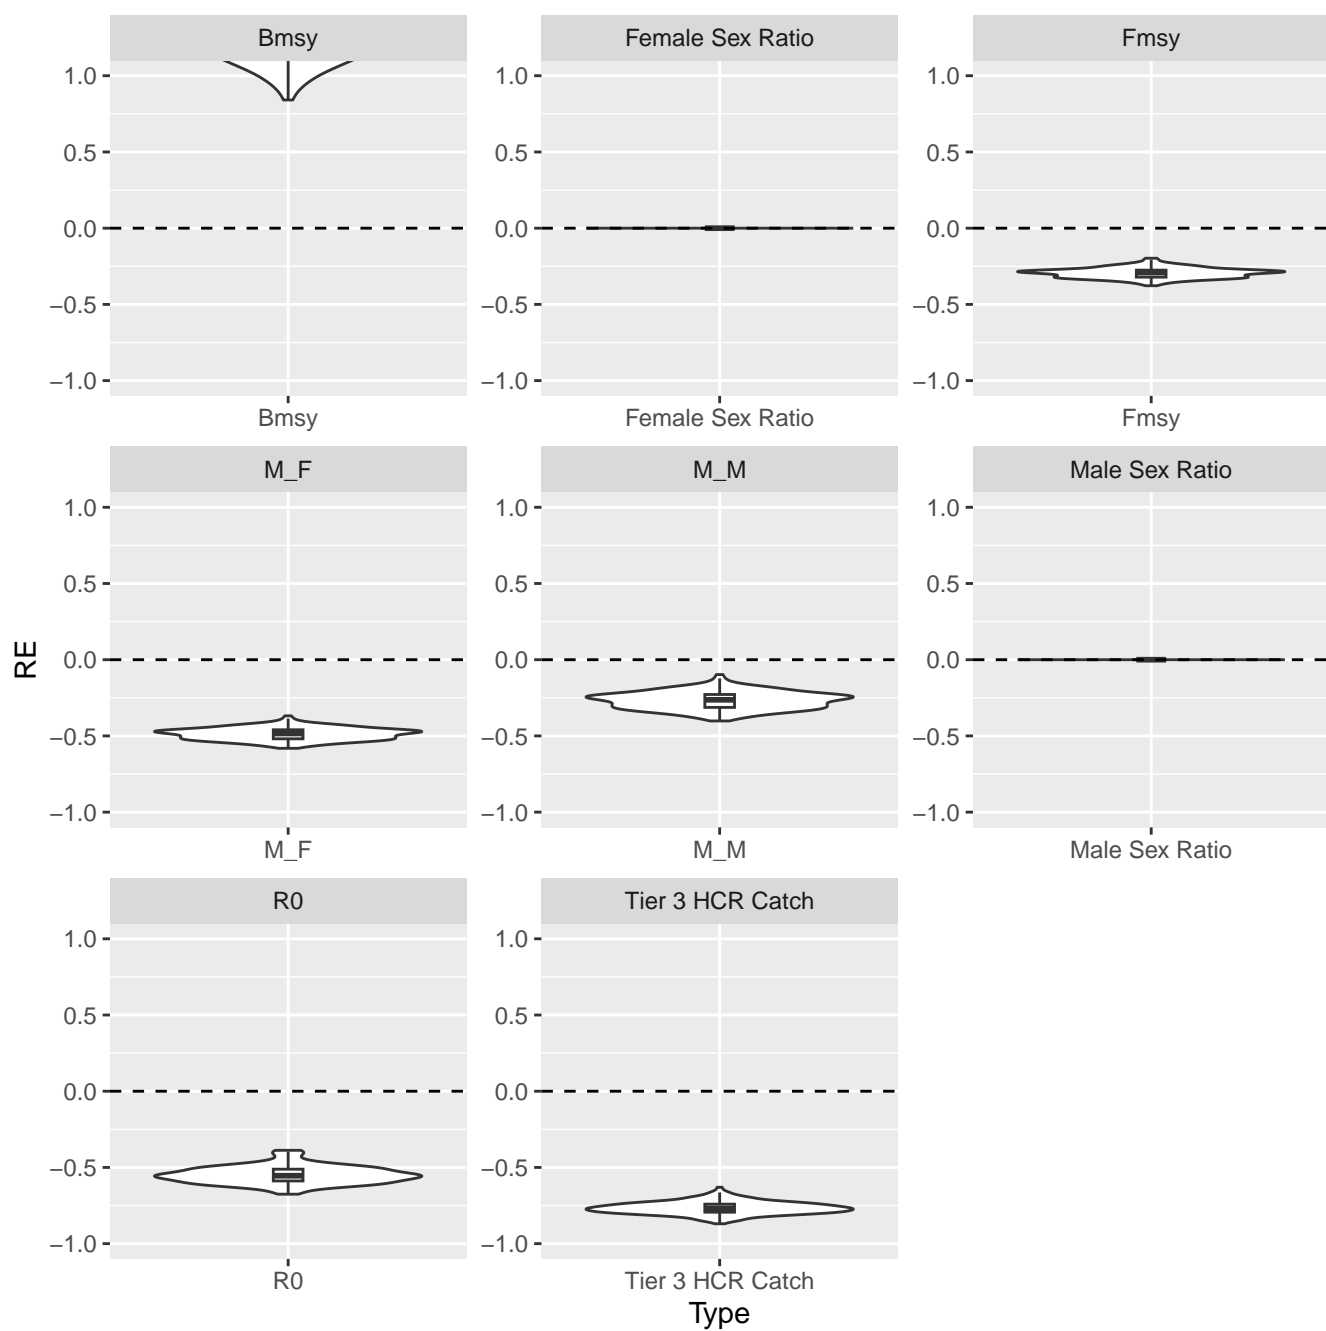 Bmsy Female Sex Ratio Fmsy
1.0 1.0 1.0
0.5 0.5 0.5
0.0 0.0 0.0
−0.5 −0.5 −0.5
−1.0 −1.0 −1.0
Bmsy Female Sex Ratio Fmsy
M_F M_M Male Sex Ratio
1.0 1.0 1.0
0.5 0.5 0.5
RE
0.0 0.0 0.0
−0.5 −0.5 −0.5
−1.0 −1.0 −1.0
M_F M_M Male Sex Ratio
R0 Tier 3 HCR Catch
1.0 1.0
0.5 0.5
0.0 0.0
−0.5 −0.5
−1.0 −1.0
R0 Tier 3 HCR Catch
Type